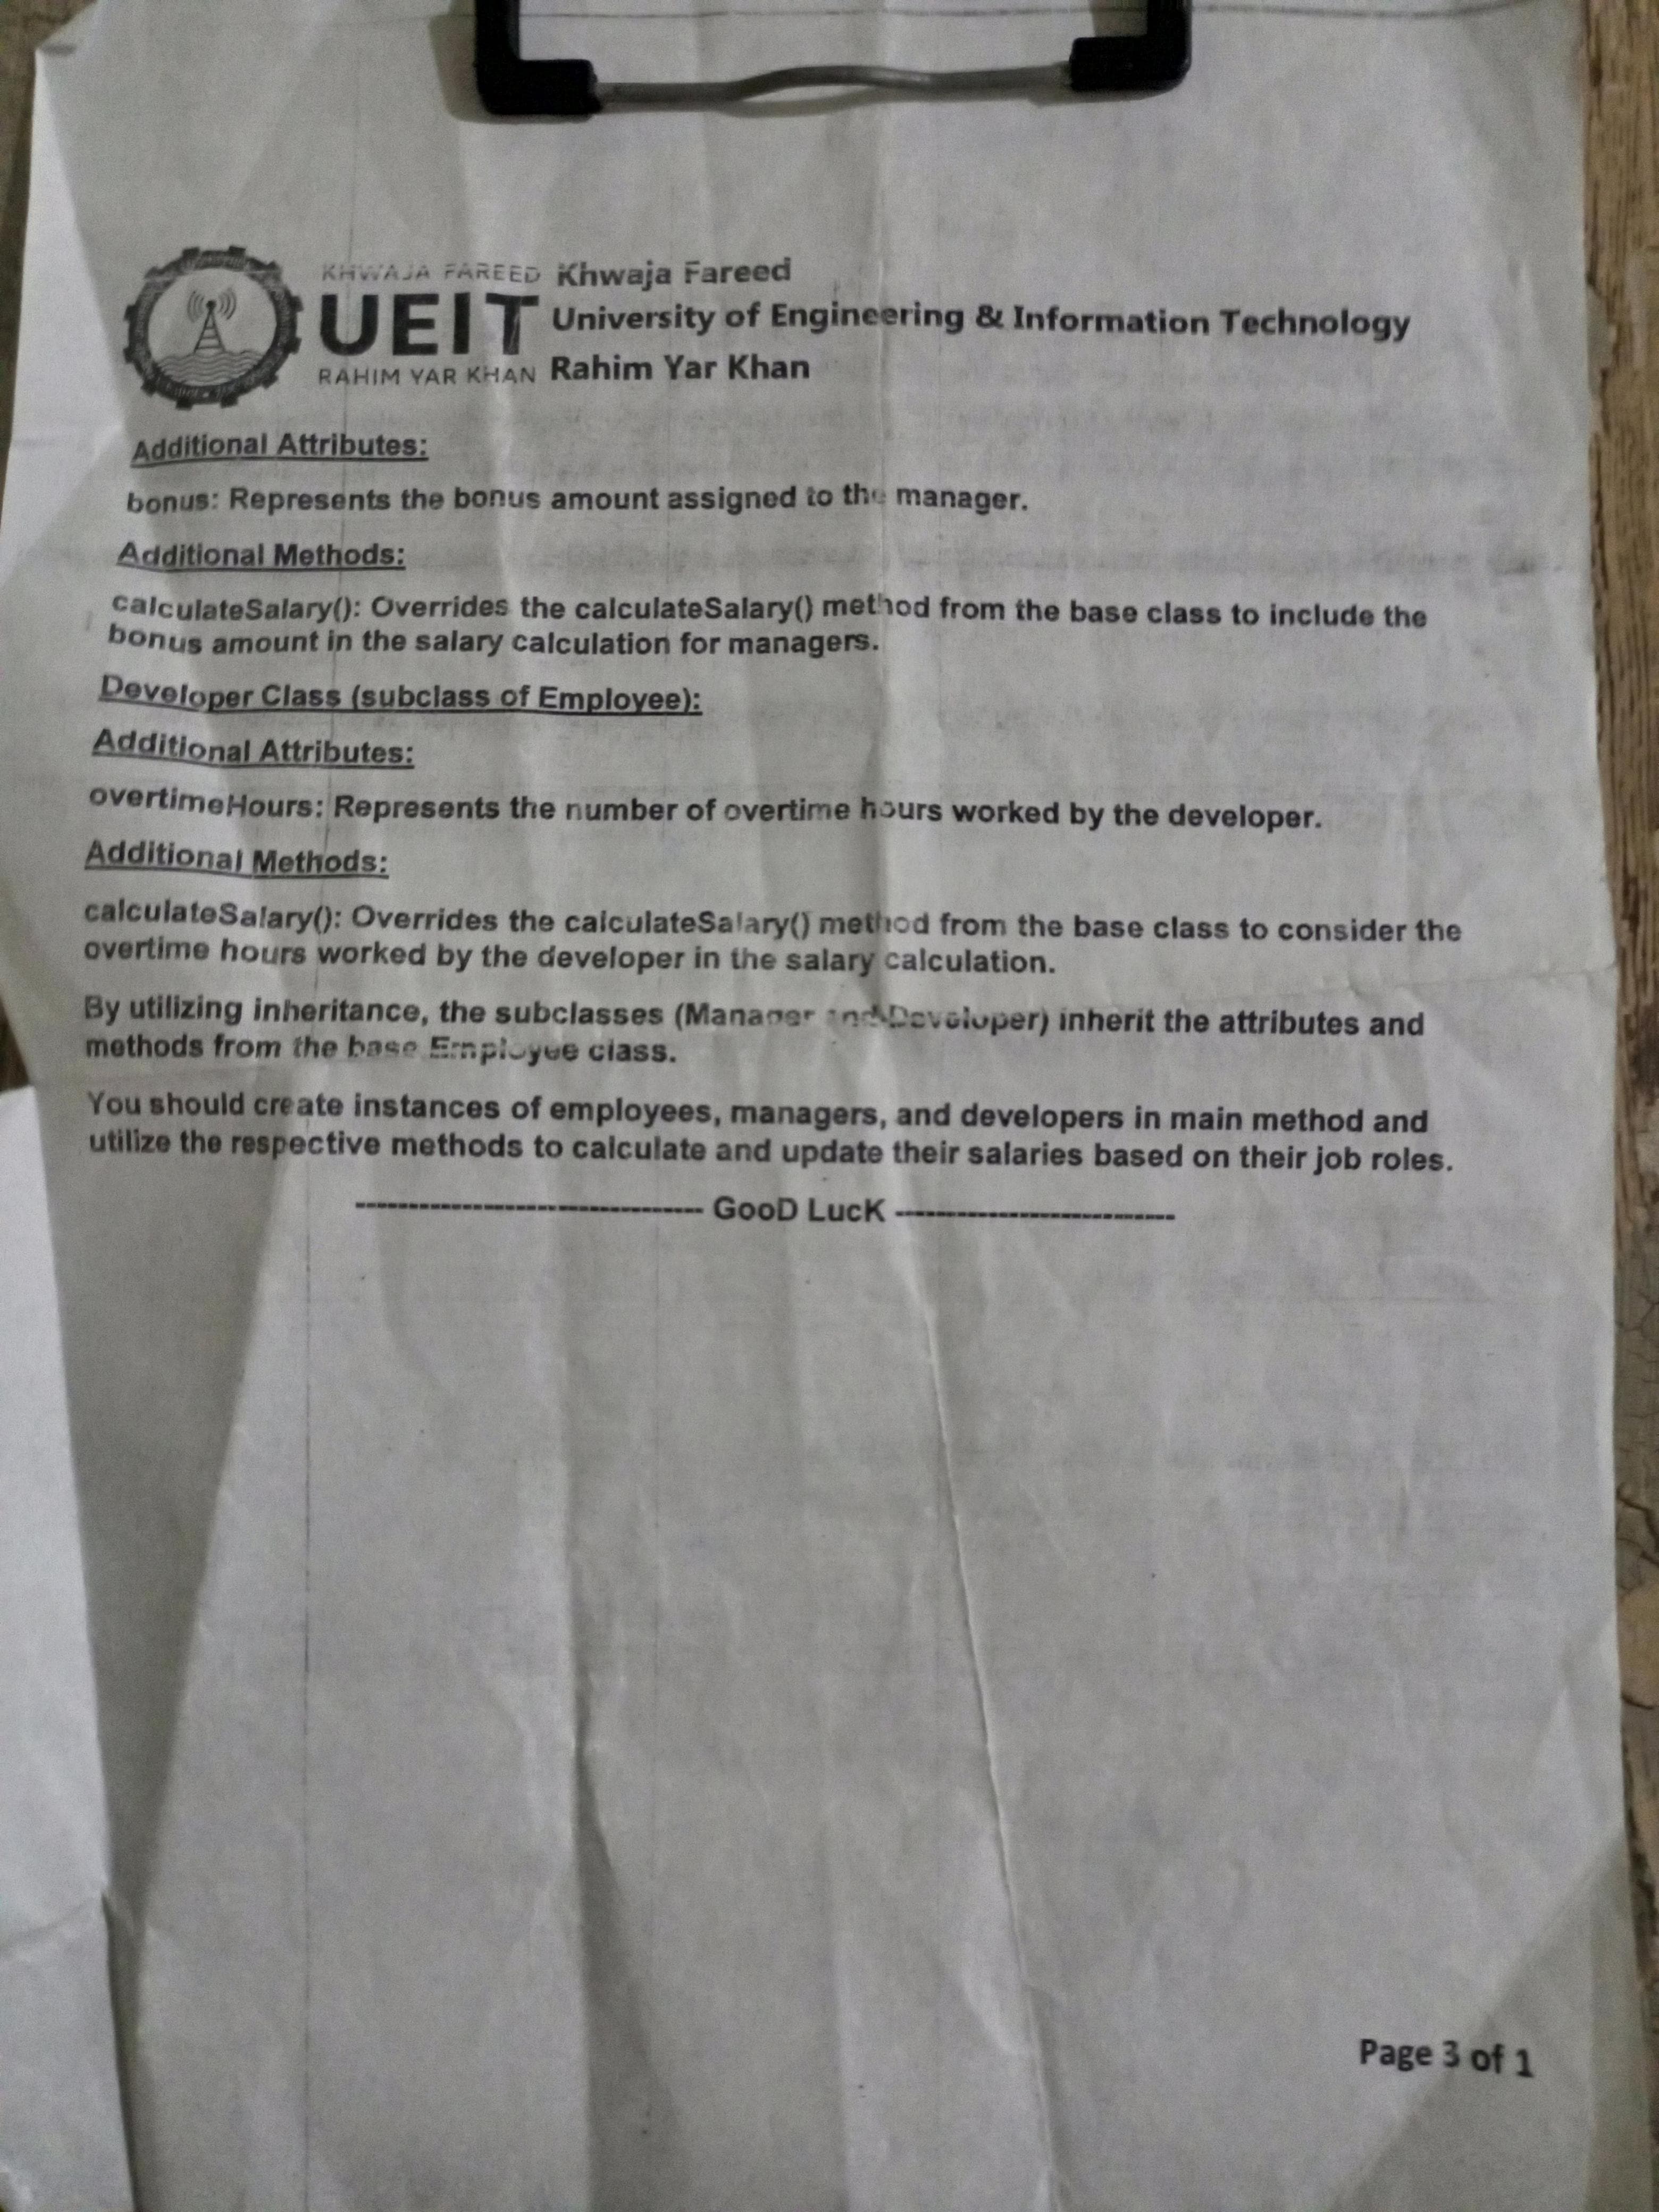 KHWAJA FAREED Khwaja Fareed
UEIT University of Engineering & Information Technology
RAHIM YAR KHAN Rahim Yar Khan
Additional Attributes:
bonus: Represents the bonus amount assigned to the manager.
Additional Methods:
calculateSalary(): Overrides the calculateSalary() method from the base class to include the
bonus amount in the salary calculation for managers.
Developer Class (subclass of Employee):
Additional Attributes:
overtimeHours: Represents the number of overtime hours worked by the developer.
Additional Methods:
calculateSalary(): Overrides the calculateSalary() method from the base class to consider the
overtime hours worked by the developer in the salary calculation.
By utilizing inheritance, the subclasses (Manager and Developer) inherit the attributes and
methods from the base Employee class.
You should create instances of employees, managers, and developers in main method and
utilize the respective methods to calculate and update their salaries based on their job roles.
--------------------------------- GooD LucK ---------------------------
Page 3 of 1